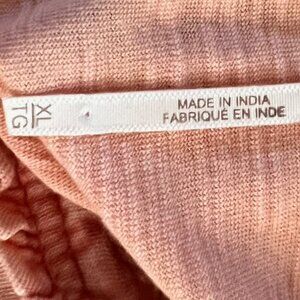 XL
TG
MADE IN INDIA
FABRIQUÉ EN INDE